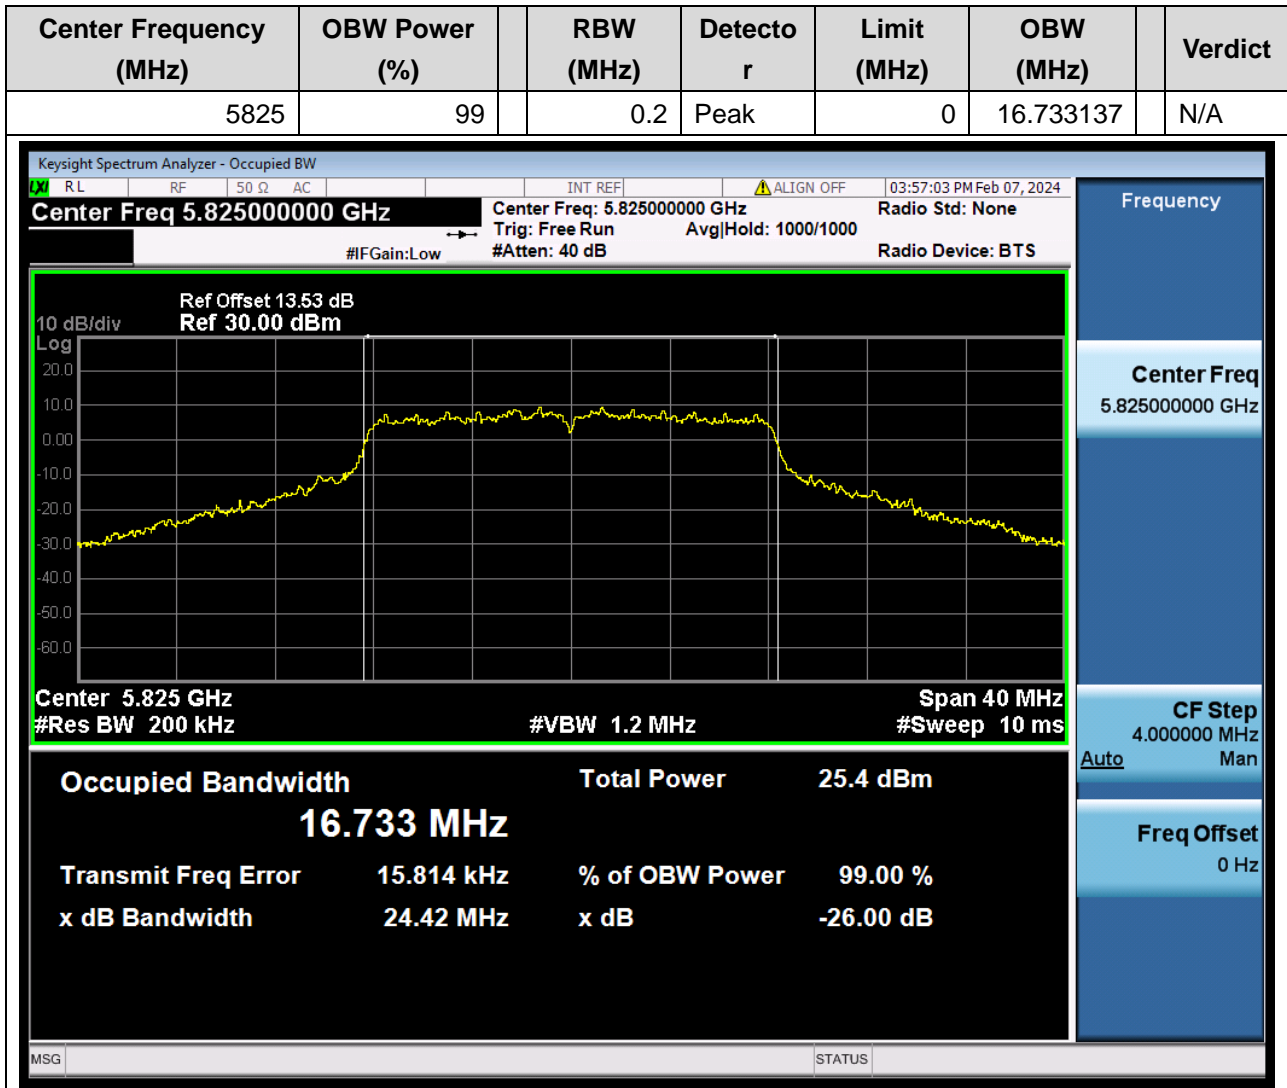 Center Frequency (MHz) OBW Power (%) RBW (MHz) Detecto r Limit (MHz) OBW (MHz) Verdict
5825 99 0.2 Peak 0 16.733137 N/A
Keysight Spectrum Analyzer - Occupied BW
LXI RL RF 50 Ω AC INT REF ALIGN OFF 03:57:03 PM Feb 07, 2024
Center Freq 5.825000000 GHz
Center Freq: 5.825000000 GHz
Radio Std: None
Trig: Free Run Avg|Hold: 1000/1000
#IFGain:Low #Atten: 40 dB Radio Device: BTS
Frequency
Ref Offset 13.53 dB
10 dB/div Ref 30.00 dBm
Log
20.0
10.0
0.00
-10.0
-20.0
-30.0
-40.0
-50.0
-60.0
Center 5.825 GHz Span 40 MHz
#Res BW 200 kHz #VBW 1.2 MHz #Sweep 10 ms
Center Freq
5.825000000 GHz
CF Step
4.000000 MHz
Auto Man
Freq Offset
0 Hz
Occupied Bandwidth Total Power 25.4 dBm
16.733 MHz
Transmit Freq Error 15.814 kHz % of OBW Power 99.00 %
x dB Bandwidth 24.42 MHz x dB -26.00 dB
MSG STATUS